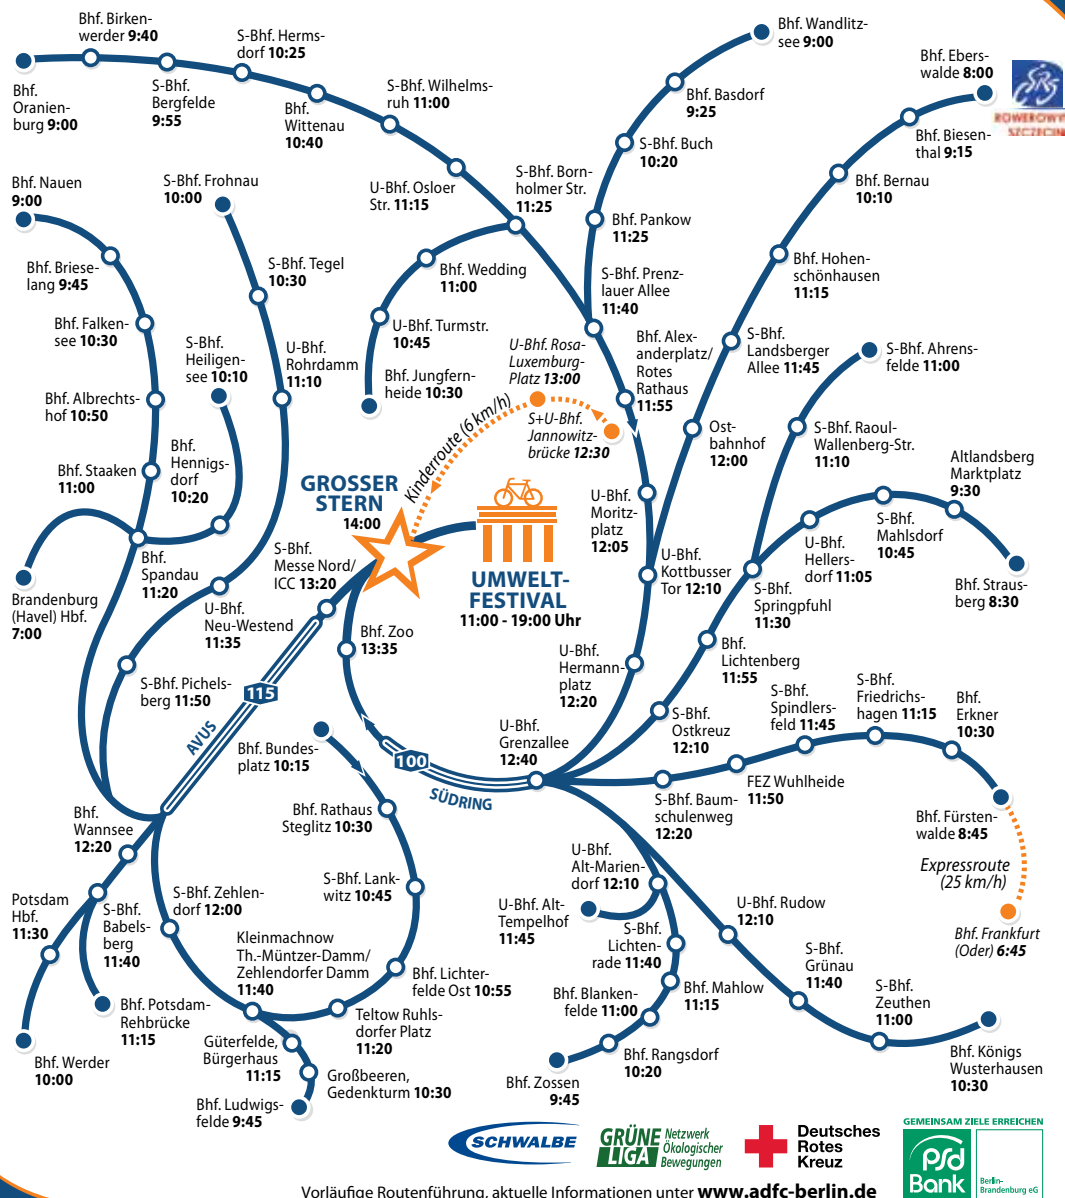 Bhf. Birken-
werder 9:40
S-Bhf. Herms-
dorf 10:25
Bhf. Wandlitz-
see 9:00
Bhf. Ebers-
walde 8:00
Bhf.
Oranien-
burg 9:00
S-Bhf.
Bergfelde
9:55
Bhf.
Wittenau
10:40
S-Bhf. Wilhelms-
ruh 11:00
Bhf. Basdorf
9:25
ROWEROWY
SZCZECIN
S-Bhf. Buch
10:20
Bhf. Biesen-
thal 9:15
Bhf. Nauen
9:00
S-Bhf. Frohnau
10:00
U-Bhf. Osloer
Str. 11:15
S-Bhf. Born-
holmer Str.
11:25
Bhf. Bernau
10:10
Bhf. Pankow
11:25
Bhf. Briese-
lang 9:45
S-Bhf. Tegel
10:30
Bhf. Wedding
11:00
S-Bhf. Prenz-
lauer Allee
11:40
Bhf. Hohen-
schönhausen
11:15
Bhf. Falken-
see 10:30
S-Bhf.
Heiligen-
see 10:10
U-Bhf.
Rohrdamm
11:10
U-Bhf. Turmstr.
10:45
U-Bhf. Rosa-
Luxemburg-
Platz 13:00
Bhf. Alex-
anderplatz/
Rotes
Rathaus
11:55
S-Bhf.
Landsberger
Allee 11:45
S-Bhf. Ahrens-
felde 11:00
Bhf. Jungfern-
heide 10:30
Bhf. Albrechts-
hof 10:50
Kinderroute (6 km/h)
S+U-Bhf.
Jannowitz-
brücke 12:30
Ost-
bahnhof
12:00
S-Bhf. Raoul-
Wallenberg-Str.
11:10
Bhf.
Hennigs-
dorf
10:20
Bhf. Staaken
11:00
Altlandsberg
Marktplatz
9:30
GROSSER
STERN
14:00
U-Bhf.
Moritz-
platz
12:05
S-Bhf.
Mahlsdorf
10:45
Bhf.
Spandau
11:20
S-Bhf.
Messe Nord/
ICC 13:20
U-Bhf.
Kottbusser
Tor 12:10
U-Bhf.
Hellers-
dorf 11:05
Bhf. Straus-
berg 8:30
Brandenburg
(Havel) Hbf.
7:00
U-Bhf.
Neu-Westend
11:35
UMWELT-
FESTIVAL
11:00 - 19:00 Uhr
S-Bhf.
Springpfuhl
11:30
Bhf. Zoo
13:35
U-Bhf.
Hermann-
platz
12:20
Bhf.
Lichtenberg
11:55
S-Bhf. Pichels-
berg 11:50
115
AVUS
S-Bhf.
Ostkreuz
12:10
S-Bhf.
Spindlers-
feld 11:45
S-Bhf.
Friedrichs-
hagen 11:15
Bhf.
Erkner
10:30
Bhf. Bundes-
platz 10:15
100
SÜDRING
U-Bhf.
Grenzallee
12:40
S-Bhf. Baum-
schulenweg
12:20
FEZ Wuhlheide
11:50
Bhf. Fürsten-
walde 8:45
Bhf.
Wannsee
12:20
Bhf. Rathaus
Steglitz 10:30
U-Bhf.
Alt-Marien-
dorf 12:10
Expressroute
(25 km/h)
S-Bhf. Lank-
witz 10:45
Potsdam
Hbf.
11:30
S-Bhf.
Babels-
berg
11:40
S-Bhf. Zehlen-
dorf 12:00
U-Bhf. Alt-
Tempelhof
11:45
U-Bhf. Rudow
12:10
Bhf. Frankfurt
(Oder) 6:45
Kleinmachnow
Th.-Müntzer-Damm/
Zehlendorfer Damm
11:40
S-Bhf.
Lichten-
rade 11:40
S-Bhf.
Grünau
11:40
Bhf. Lichter-
felde Ost 10:55
Bhf. Mahlow
11:15
S-Bhf.
Zeuthen
11:00
Bhf. Potsdam-
Rehbrücke
11:15
Teltow Ruhls-
dorfer Platz
11:20
Bhf. Blanken-
felde 11:00
Güterfelde,
Bürgerhaus
11:15
Bhf. Werder
10:00
Bhf. Rangsdorf
10:20
Bhf. Königs
Wusterhausen
10:30
Großbeeren,
Gedenkturm 10:30
Bhf. Zossen
9:45
Bhf. Ludwigs-
felde 9:45
SCHWALBE
GRÜNE
LIGA
Netzwerk
Ökologischer
Bewegungen
Deutsches
Rotes
Kreuz
GEMEINSAM ZIELE ERREICHEN
PSd
Bank
Berlin-
Brandenburg eG
Vorläufige Routenführung, aktuelle Informationen unter www.adfc-berlin.de